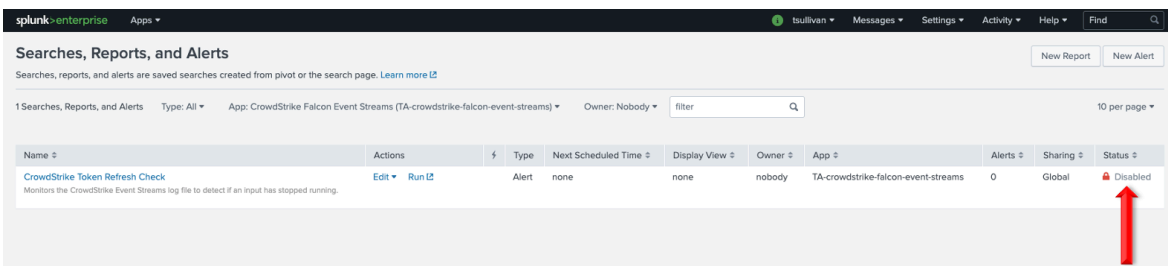 splunk>enterprise Apps tsullivan Messages Settings Activity Help Find
Searches, Reports, and Alerts
New Report New Alert
Searches, reports, and alerts are saved searches created from pivot or the search page. Learn more
1 Searches, Reports, and Alerts Type: All App: CrowdStrike Falcon Event Streams (TA-crowdstrike-falcon-event-streams) Owner: Nobody filter 10 per page
Name Actions Type Next Scheduled Time Display View Owner App Alerts Sharing Status
CrowdStrike Token Refresh Check Edit Run Alert none none nobody TA-crowdstrike-falcon-event-streams 0 Global Disabled
Monitors the CrowdStrike Event Streams log file to detect if an input has stopped running.